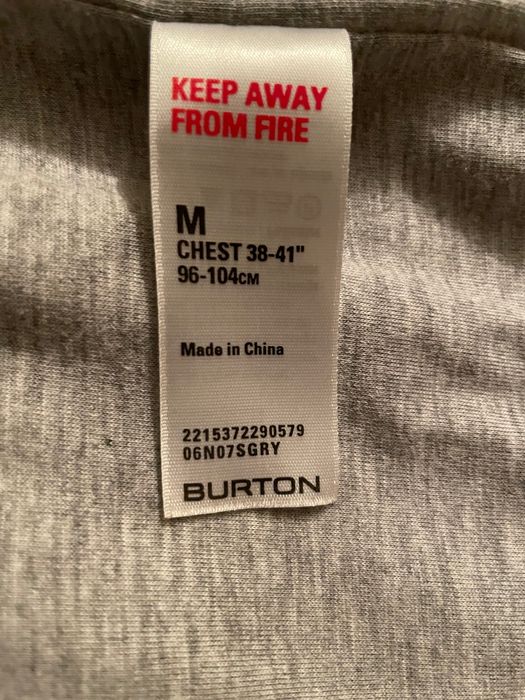 KEEP AWAY
FROM FIRE
M
CHEST 38-41"
96-104CM
Made in China
2215372290579
06N07SGRY
BURTON